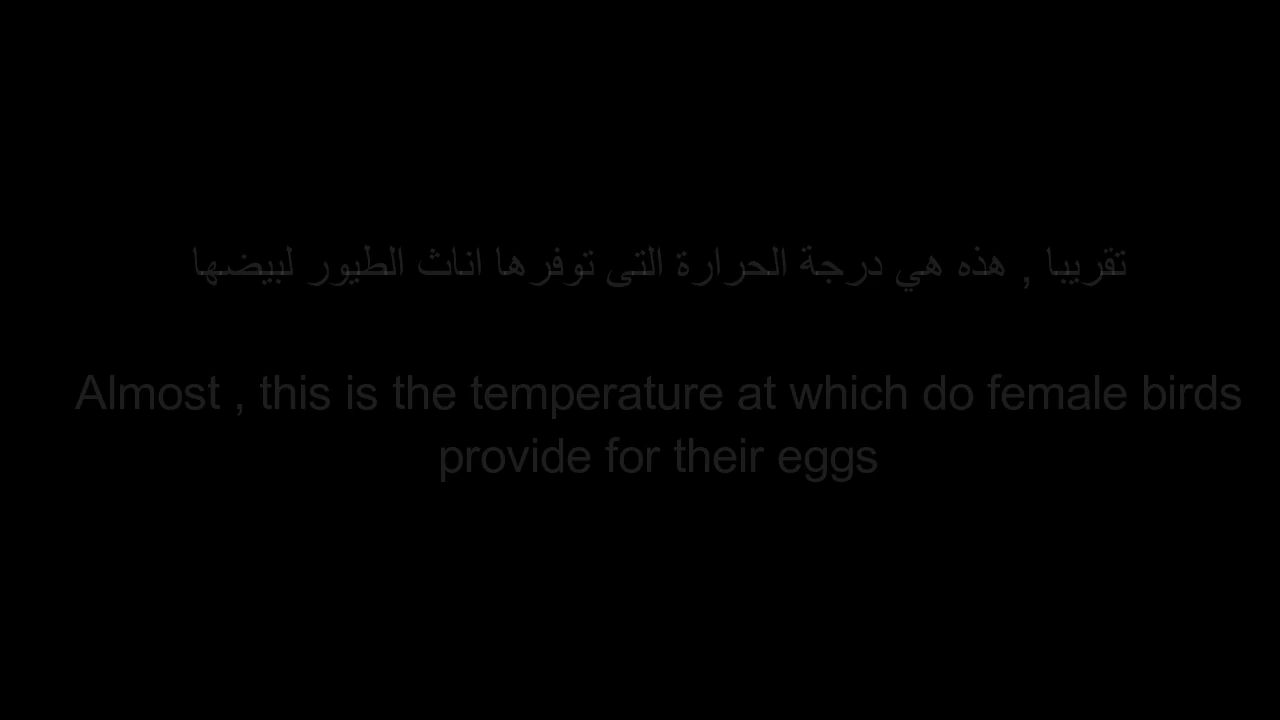 تقريبا , هذه هي درجة الحرارة التى توفرها اناث الطيور لبيضها
Almost , this is the temperature at which do female birds
provide for their eggs